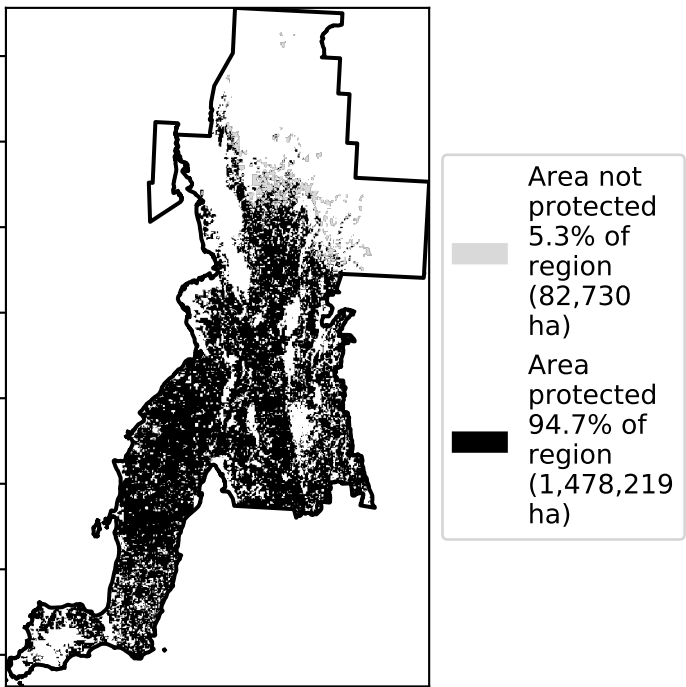 Area not
protected
5.3% of
region
(82,730
ha)
Area
protected
94.7% of
region
(1,478,219
ha)